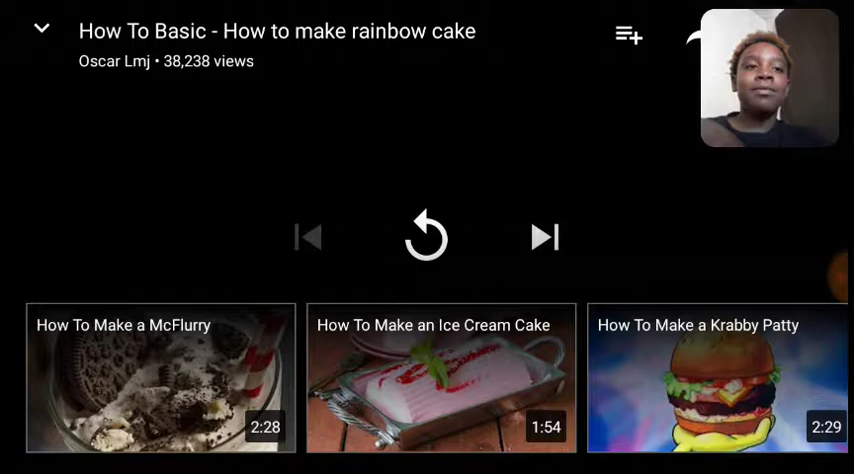 How To Basic - How to make rainbow cake
Oscar Lmj • 38,238 views
How To Make a McFlurry
2:28
How To Make an Ice Cream Cake
1:54
How To Make a Krabby Patty
2:29